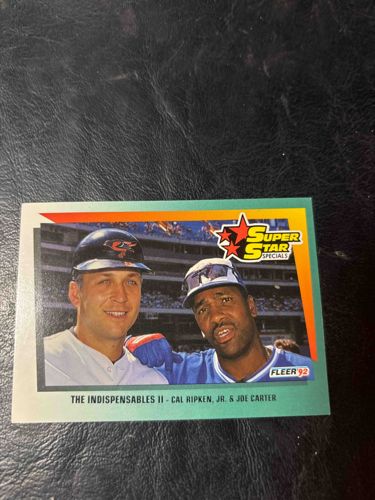 SUPER
STAR
SPECIALS
FLEER '92
THE INDISPENSABLES II - CAL RIPKEN, JR. & JOE CARTER